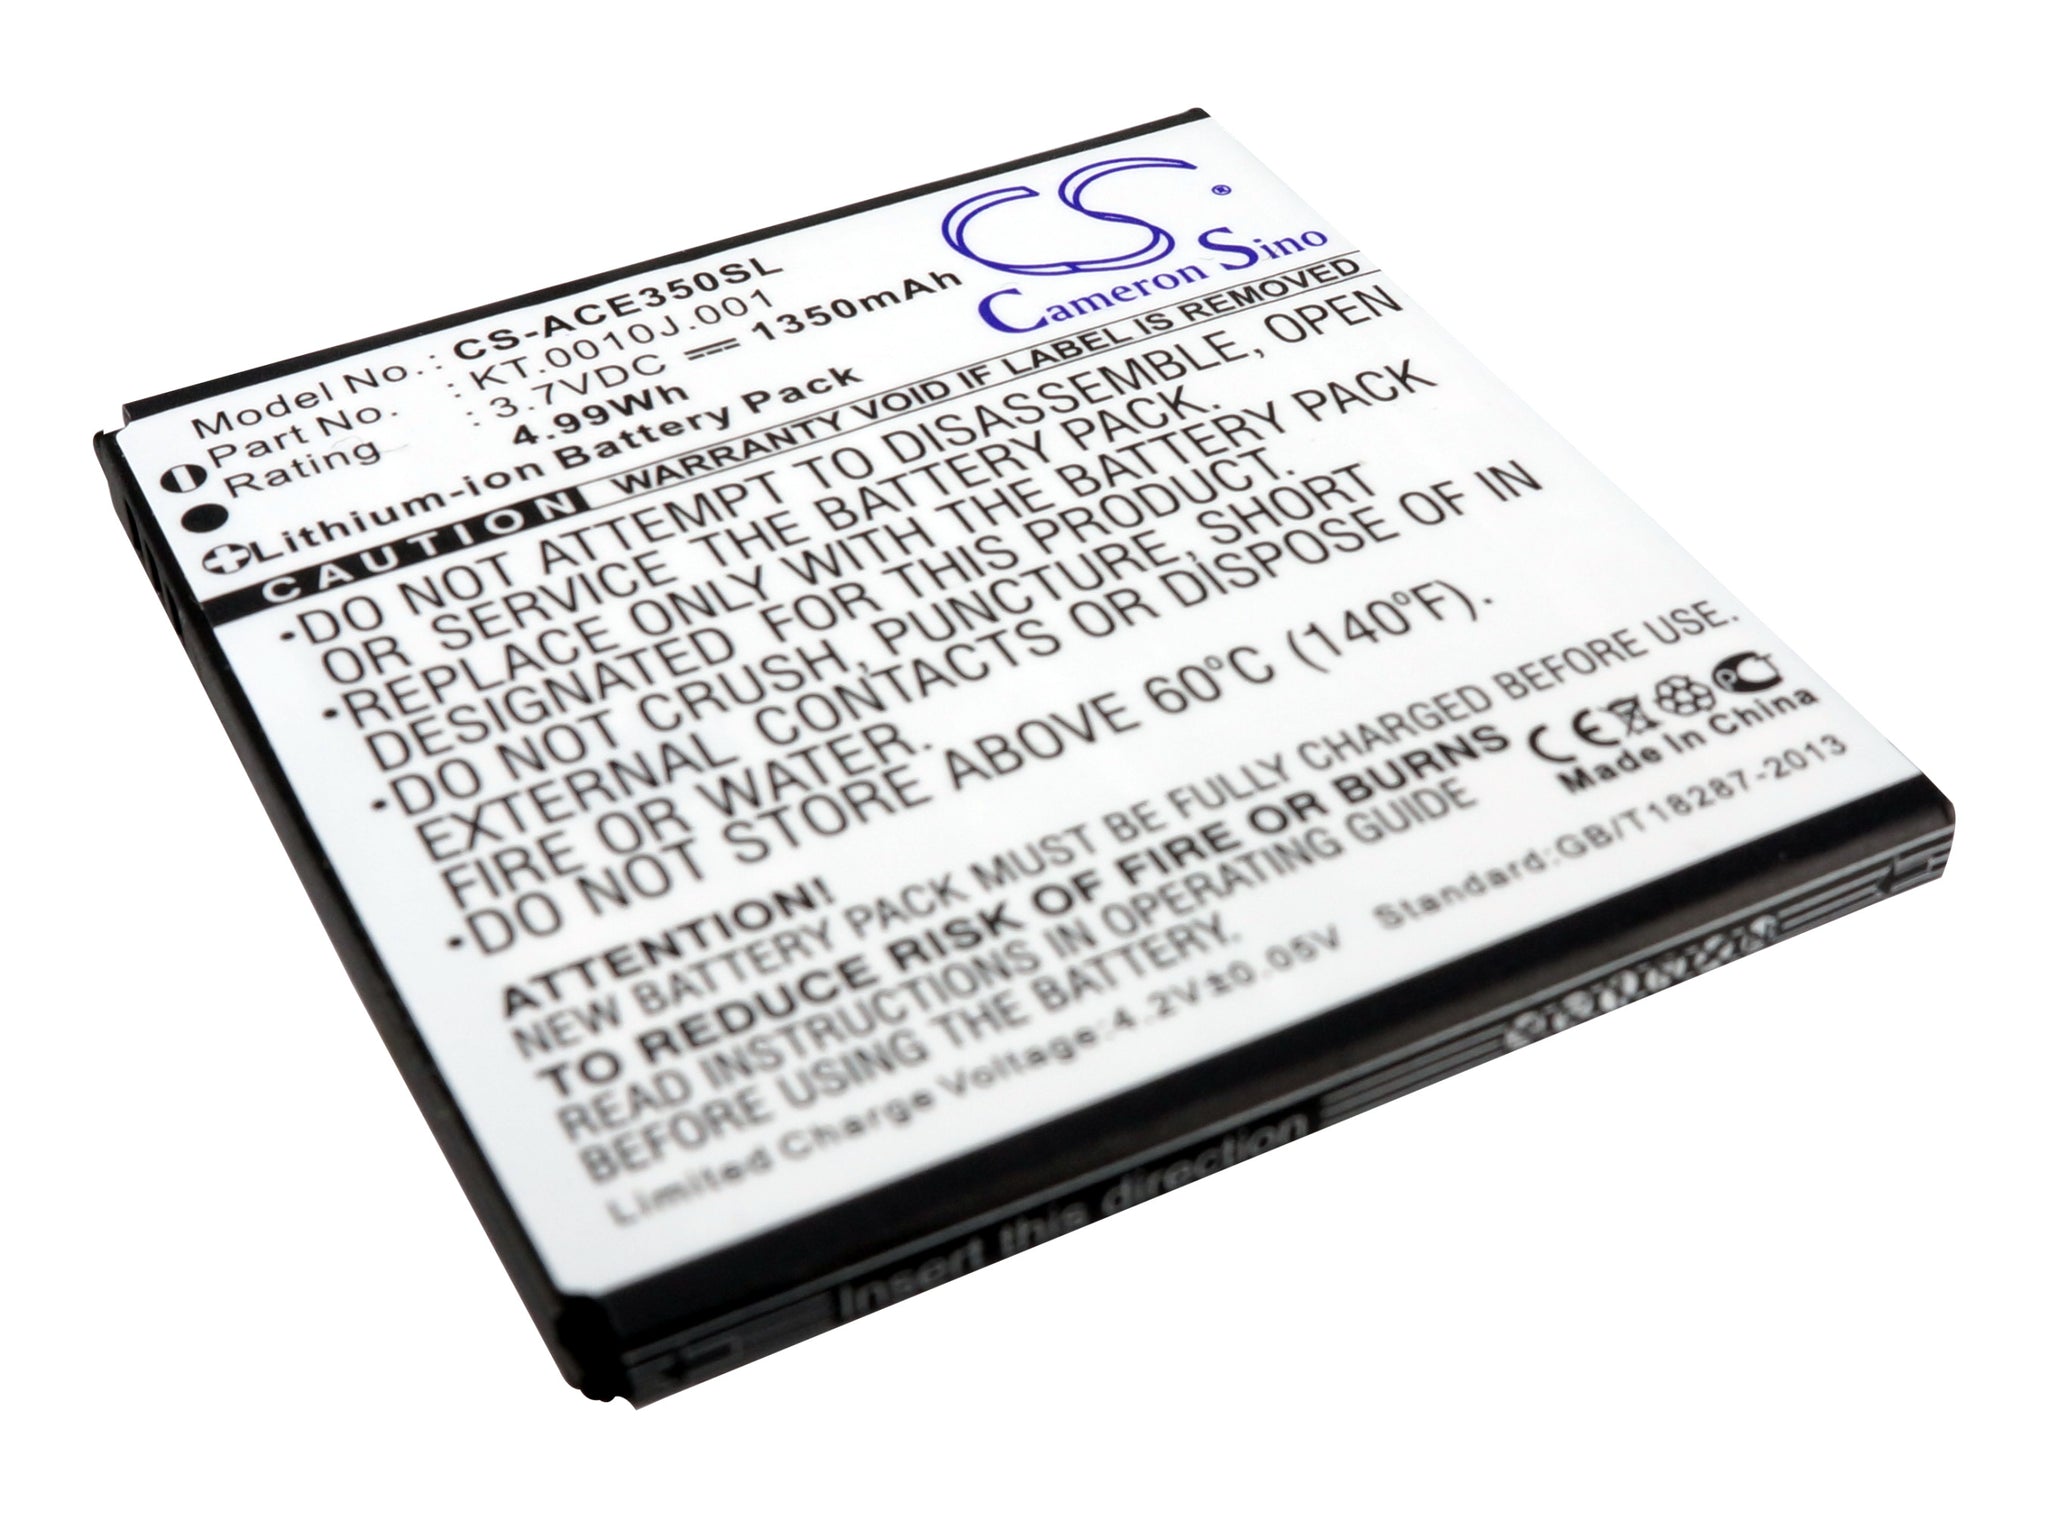 CS ®
Cameron Sino
Model No. : CS-ACE350SL
Part No. : KT.0010J.001
Rating : 3.7VDC ⎓ 1350mAh
4.99Wh
Lithium-ion Battery Pack
CAUTION WARRANTY VOID IF LABEL IS REMOVED
•DO NOT ATTEMPT TO DISASSEMBLE, OPEN
OR SERVICE THE BATTERY PACK.
•REPLACE ONLY WITH THE BATTERY PACK
DESIGNATED FOR THIS PRODUCT.
•DO NOT CRUSH, PUNCTURE, SHORT
EXTERNAL CONTACTS OR DISPOSE OF IN
FIRE OR WATER.
•DO NOT STORE ABOVE 60°C (140°F).
ATTENTION!
NEW BATTERY PACK MUST BE FULLY CHARGED BEFORE USE.
TO REDUCE RISK OF FIRE OR BURNS
READ INSTRUCTIONS IN OPERATING GUIDE
BEFORE USING THE BATTERY.
CE PCT
Made in China
Limited Charge Voltage:4.2V±0.05V Standard:GB/T18287-2013
Insert this direction